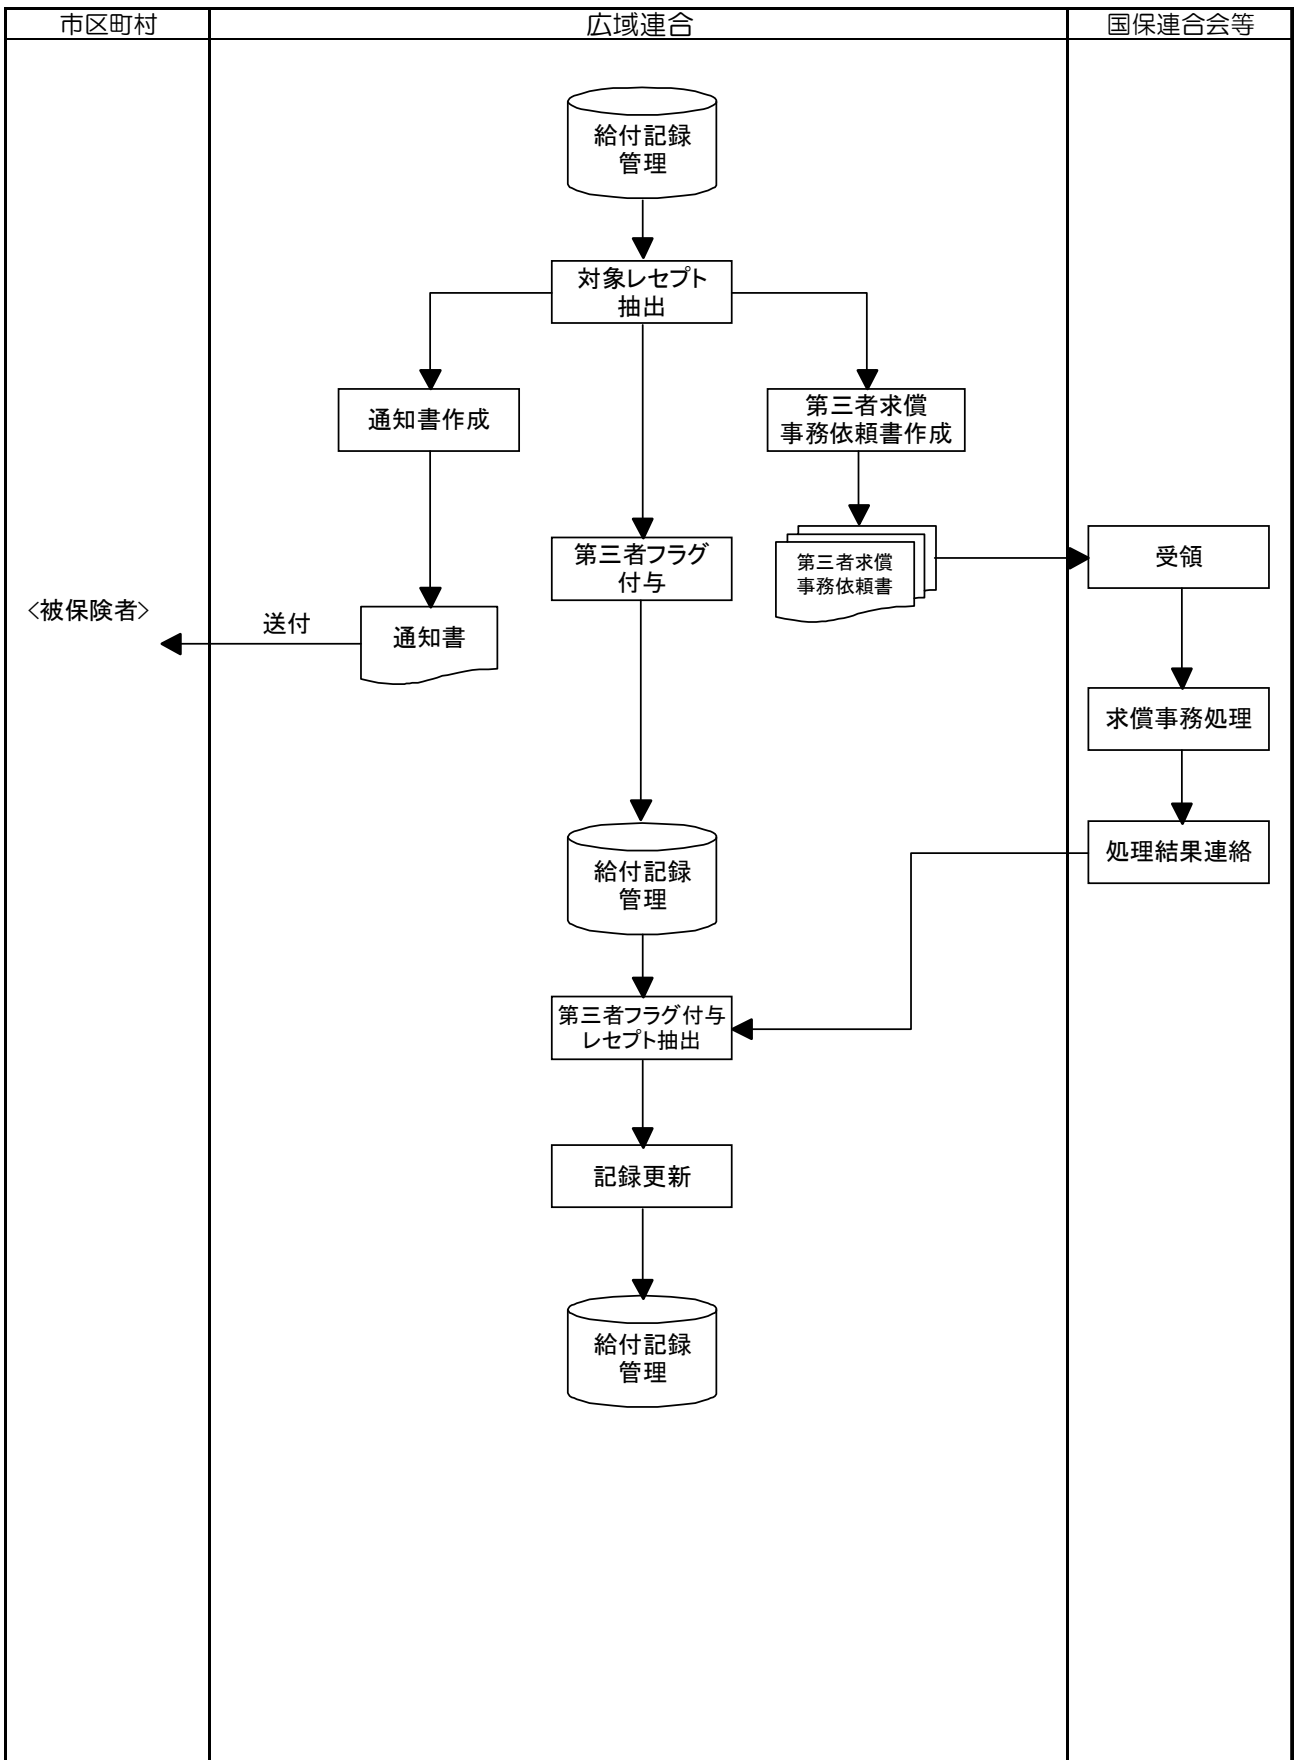 市区町村
広域連合
国保連合会等
給付記録
管理
対象レセプト
抽出
通知書作成
第三者求償
事務依頼書作成
第三者フラグ
付与
第三者求償
事務依頼書
受領
<被保険者>
送付
通知書
求償事務処理
給付記録
管理
処理結果連絡
第三者フラグ付与
レセプト抽出
記録更新
給付記録
管理